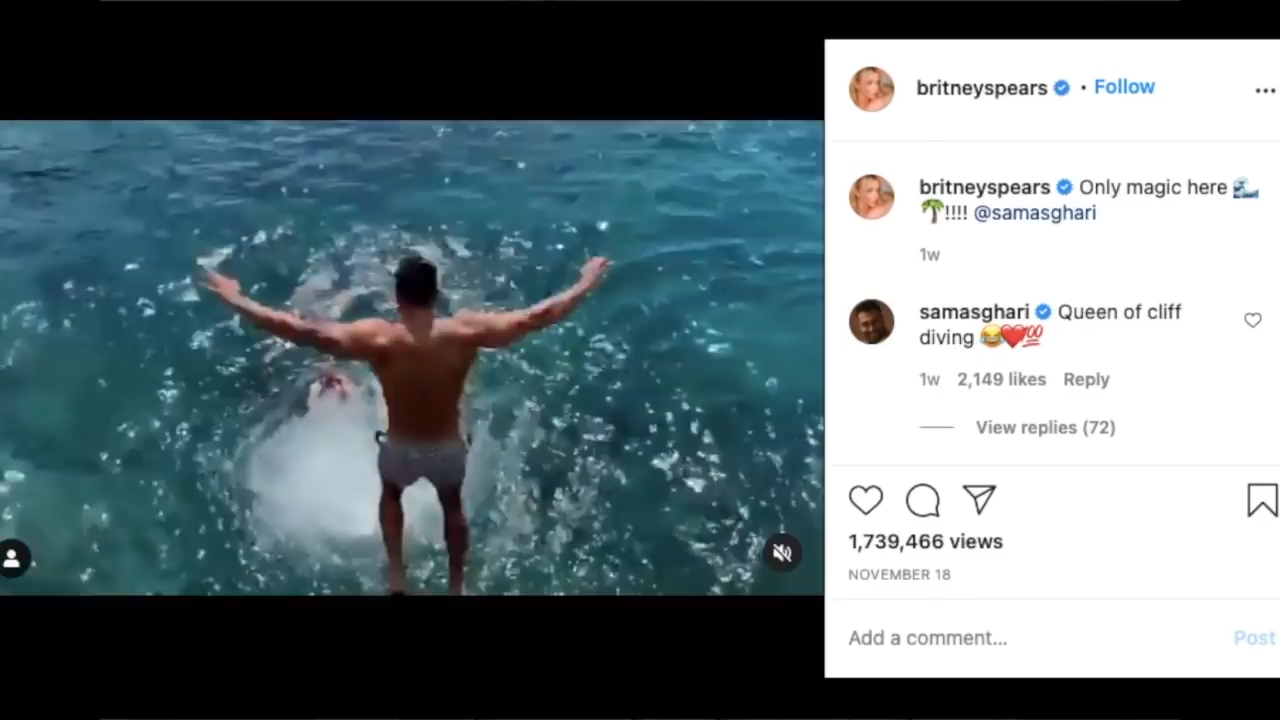 britneyspears • Follow
britneyspears Only magic here 🌊
🌴!!!! @samasghari
1w
samasghari Queen of cliff
diving 😂❤️💯
1w 2,149 likes Reply
View replies (72)
1,739,466 views
NOVEMBER 18
Add a comment... Post